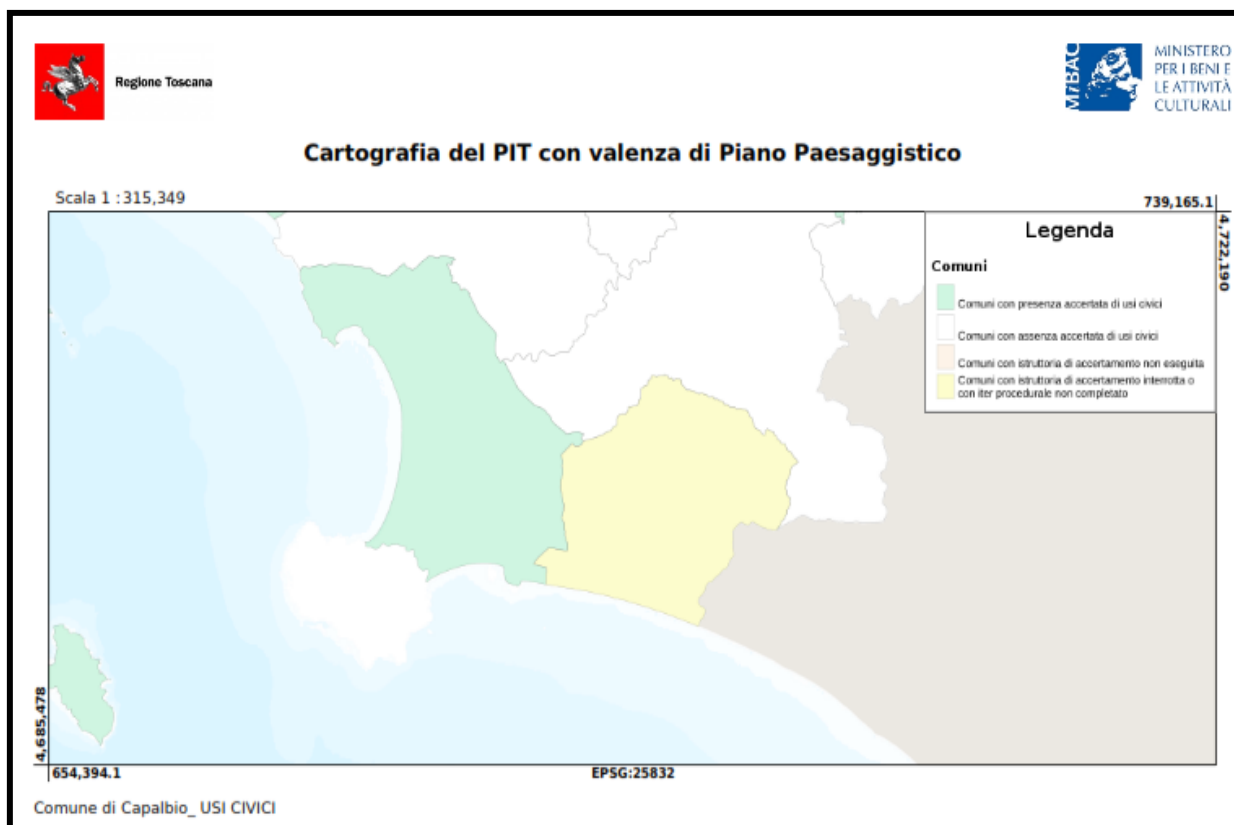 Regione Toscana
MiBAC
MINISTERO
PER I BENI E
LE ATTIVITÀ
CULTURALI
Cartografia del PIT con valenza di Piano Paesaggistico
Scala 1 : 315,349
739,165.1
4,722,190
Legenda
Comuni
Comuni con presenza accertata di usi civici
Comuni con assenza accertata di usi civici
Comuni con istruttoria di accertamento non eseguita
Comuni con istruttoria di accertamento interrotta o
con iter procedurale non completato
4,685,478
654,394.1
EPSG:25832
Comune di Capalbio_ USI CIVICI